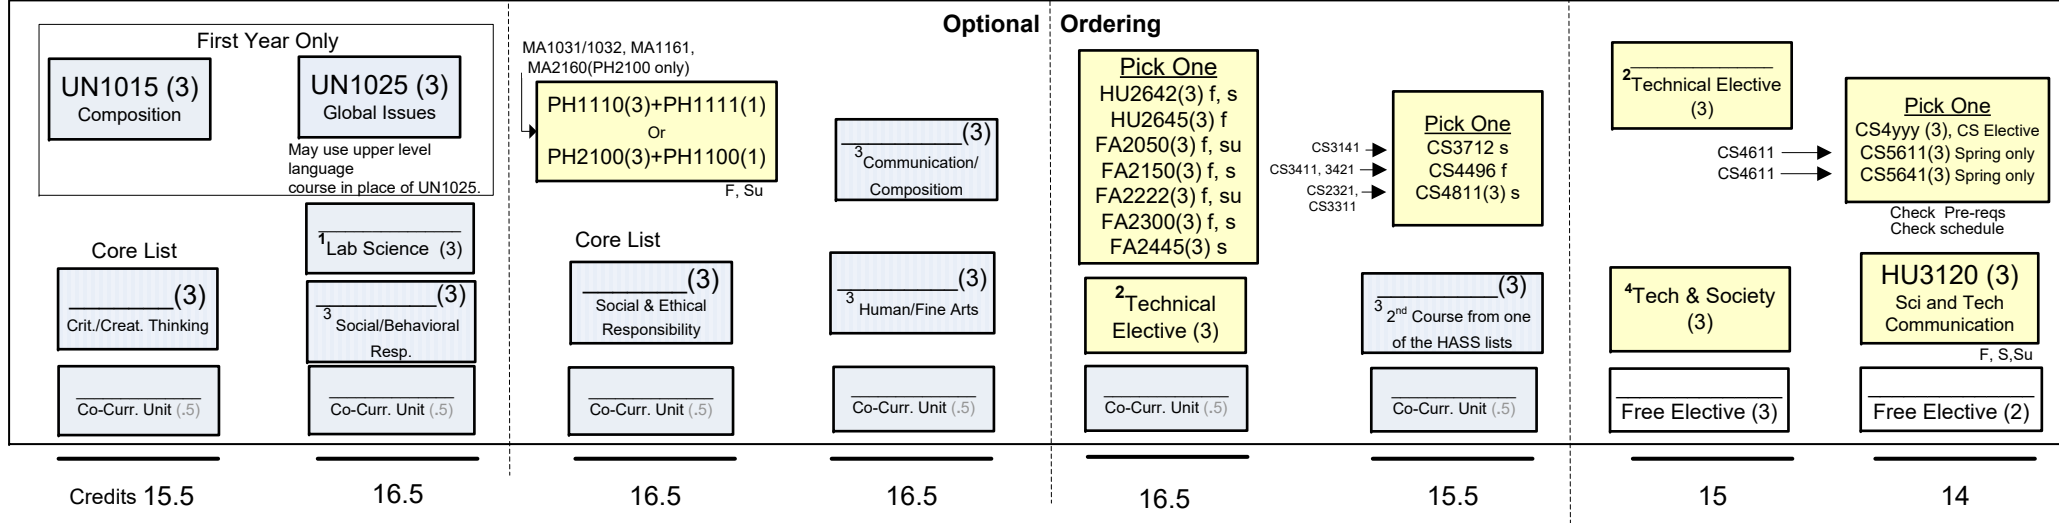 Optional Ordering
First Year Only
UN1015 (3)
Composition
UN1025 (3)
Global Issues
May use upper level
language
course in place of UN1025.
1Lab Science (3)
Core List
(3)
Crit./Creat. Thinking
(3)
3 Social/Behavioral
Resp.
Co-Curr. Unit (.5)
Co-Curr. Unit (.5)
MA1031/1032, MA1161,
MA2160(PH2100 only)
PH1110(3)+PH1111(1)
Or
PH2100(3)+PH1100(1)
F, Su
(3)
3Communication/
Compositiom
Core List
(3)
Social & Ethical
Responsibility
(3)
3 Human/Fine Arts
Co-Curr. Unit (.5)
Co-Curr. Unit (.5)
Pick One
HU2642(3) f, s
HU2645(3) f
FA2050(3) f, su
FA2150(3) f, s
FA2222(3) f, su
FA2300(3) f, s
FA2445(3) s
2Technical
Elective (3)
Co-Curr. Unit (.5)
CS3141
CS3411, 3421
CS2321,
CS3311
Pick One
CS3712 s
CS4496 f
CS4811(3) s
(3)
3 2nd Course from one
of the HASS lists
Co-Curr. Unit (.5)
2Technical Elective
(3)
CS4611
CS4611
Pick One
CS4yyy (3), CS Elective
CS5611(3) Spring only
CS5641(3) Spring only
Check Pre-reqs
Check schedule
4Tech & Society
(3)
HU3120 (3)
Sci and Tech
Communication
F, S,Su
Free Elective (3)
Free Elective (2)
Credits 15.5
16.5
16.5
16.5
16.5
15.5
15
14